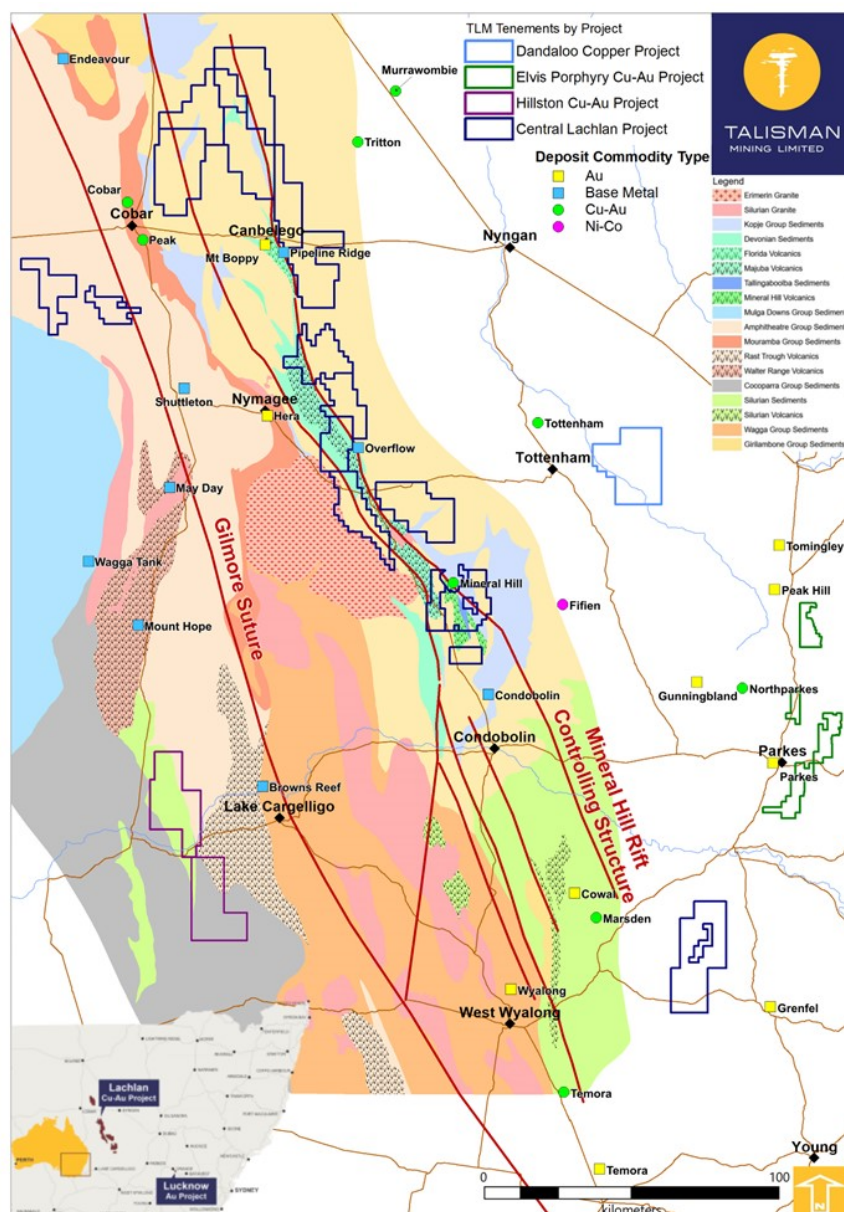 TLM Tenements by Project
Dandaloo Copper Project
Elvis Porphyry Cu-Au Project
Hillston Cu-Au Project
Central Lachlan Project
Deposit Commodity Type
Au
Base Metal
Cu-Au
Ni-Co
TALISMAN
MINING LIMITED
Legend
Erimerin Granite
Silurian Granite
Kopje Group Sediments
Devonian Sediments
Florida Volcanics
Majuba Volcanics
Tallingabooba Sediments
Mineral Hill Volcanics
Mulga Downs Group Sediment
Amphitheatre Group Sediment
Mouramba Group Sediments
Rast Trough Volcanics
Walter Range Volcanics
Cocoparra Group Sediments
Silurian Sediments
Silurian Volcanics
Wagga Group Sediments
Girilambone Group Sediments
Endeavour
Murrawombie
Tritton
Cobar
Cobar
Peak
Canbelego
Mt Boppy
Pipeline Ridge
Nyngan
Shuttleton
Nymagee
Hera
Overflow
Tottenham
Tottenham
May Day
Wagga Tank
Mount Hope
Gilmore Suture
Mineral Hill
Fifien
Tomingley
Peak Hill
Gunningbland
Northparkes
Condobolin
Condobolin
Parkes
Parkes
Mineral Hill Rift
Controlling Structure
Browns Reef
Lake Cargelligo
Cowal
Marsden
Wyalong
West Wyalong
Grenfel
Temora
Temora
Young
Lachlan
Cu-Au Project
Lucknow
Au Project
PERTH
SYDNEY
0
100
kilometers
N